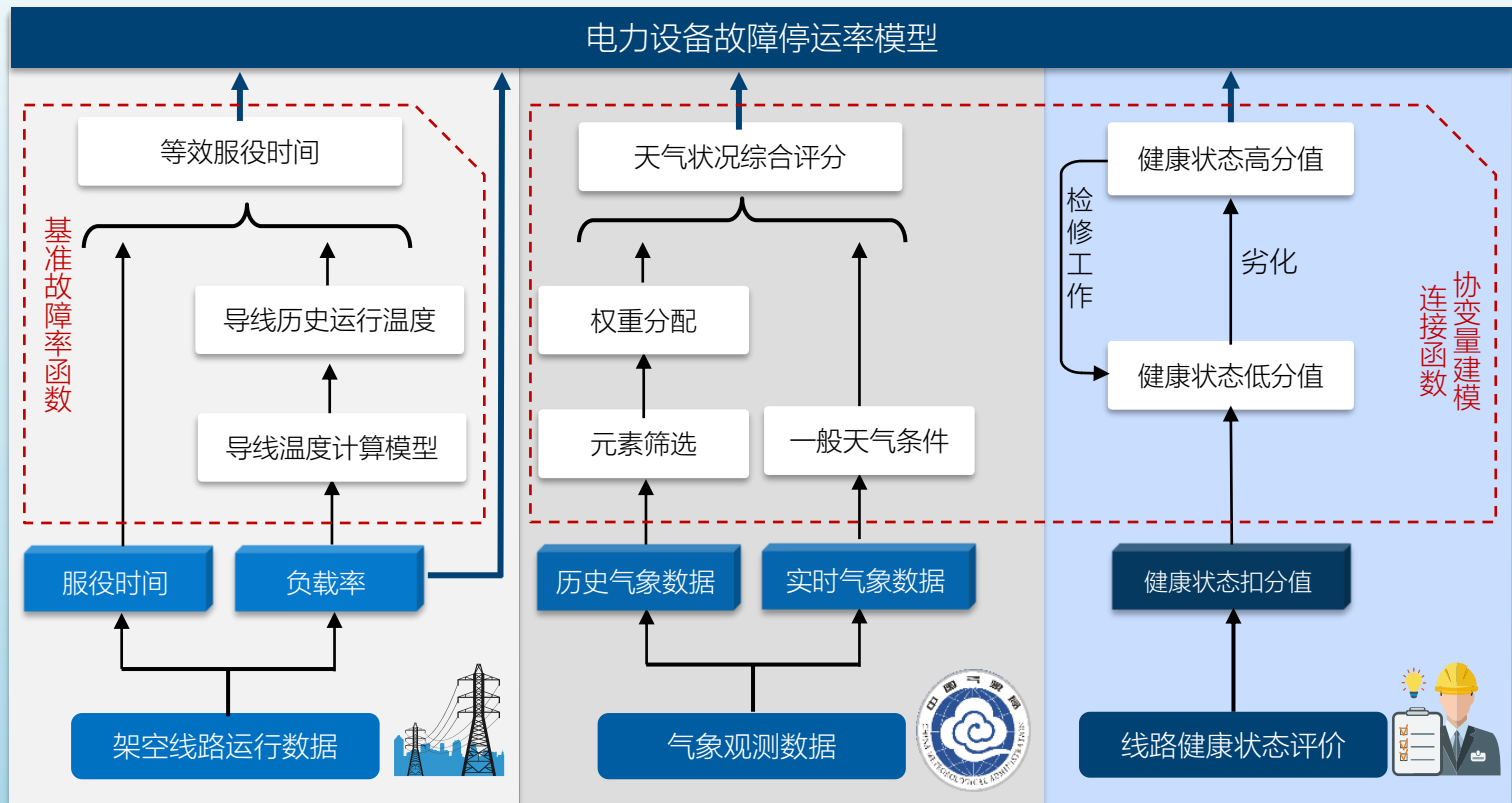 电力设备故障停运率模型
等效服役时间
基准故障率函数
导线历史运行温度
导线温度计算模型
服役时间
负载率
架空线路运行数据
天气状况综合评分
权重分配
元素筛选
一般天气条件
历史气象数据
实时气象数据
气象观测数据
中国气象局
CHINA METEOROLOGICAL ADMINISTRATION
健康状态高分值
检修工作
劣化
健康状态低分值
协变量建模
连接函数
健康状态扣分值
线路健康状态评价